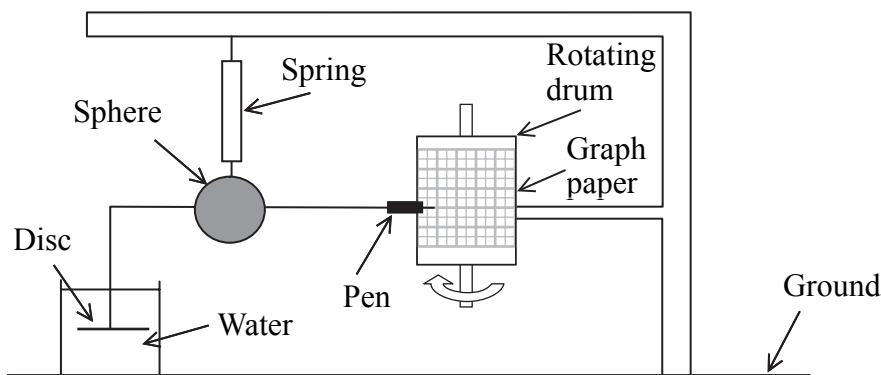 Rotating
drum
Spring
Sphere
Graph
paper
Disc
Pen
Ground
Water